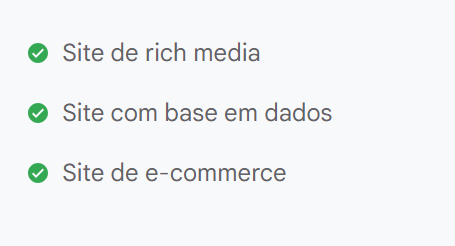 Site de rich media
Site com base em dados
Site de e-commerce